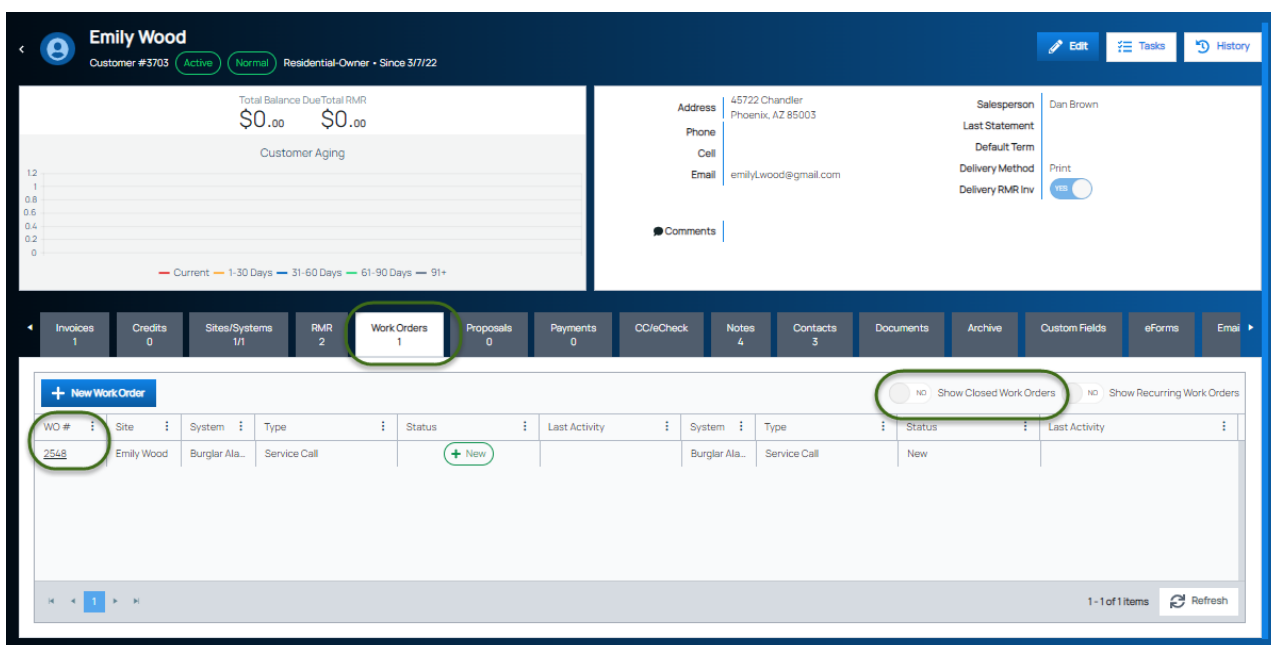 Emily Wood
Customer #3703 Active Normal Residential-Owner • Since 3/7/22
Edit Tasks History
Total Balance Due Total RMR
$0.00 $0.00
Customer Aging
1.2
1
0.8
0.6
0.4
0.2
0
Current 1-30 Days 31-60 Days 61-90 Days 91+
Address 45722 Chandler
Phoenix, AZ 85003
Phone
Cell
Email emilyLwood@gmail.com
Comments
Salesperson Dan Brown
Last Statement
Default Term
Delivery Method Print
Delivery RMR Inv YES
Invoices Credits Sites/Systems RMR Work Orders Proposals Payments CC/eCheck Notes Contacts Documents Archive Custom Fields eForms Emai
1 0 1/1 2 1 0 0 4 3
+ New Work Order NO Show Closed Work Orders NO Show Recurring Work Orders
WO # Site System Type Status Last Activity System Type Status Last Activity
2548 Emily Wood Burglar Ala... Service Call + New Burglar Ala... Service Call New
1 1 - 1 of 1 items Refresh